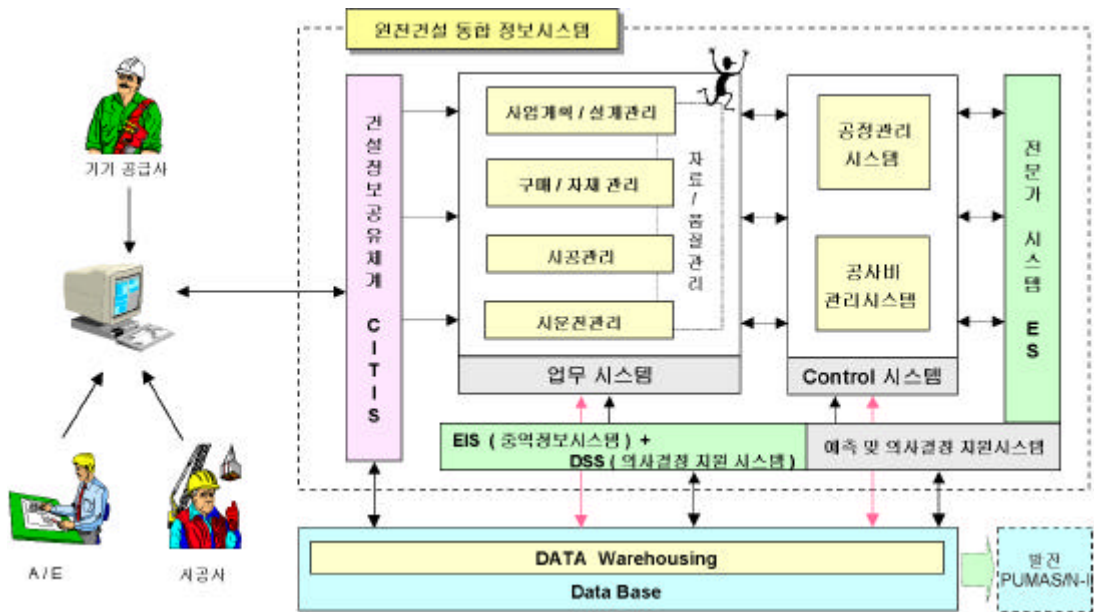 원전건설 통합 정보시스템
기기 공급사
A / E
시공사
건설정보공유체계 CITIS
사업계획 / 설계관리
구매 / 자재 관리
시공관리
시운전관리
자료 / 품질관리
업무 시스템
공정관리
시스템
공사비
관리시스템
Control 시스템
전문가 시스템 ES
EIS ( 중역정보시스템 ) +
DSS ( 의사결정 지원 시스템 )
예측 및 의사결정 지원시스템
DATA Warehousing
Data Base
발전
PUMAS/N-II